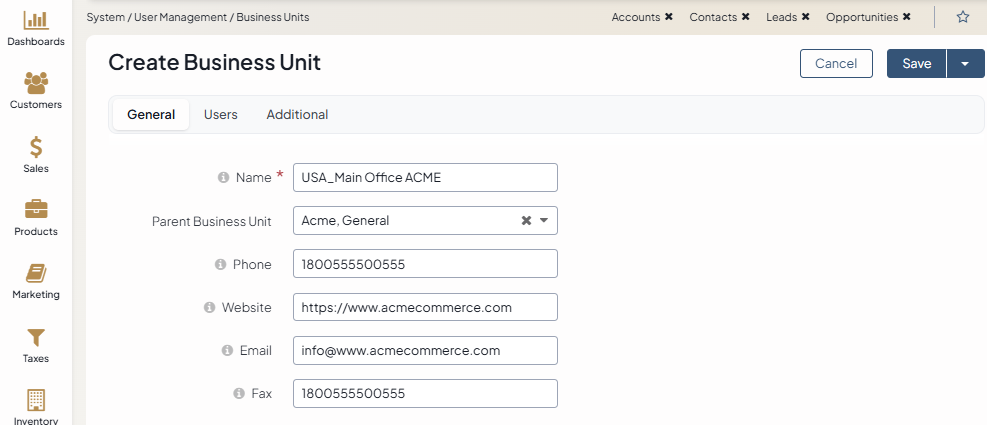 System / User Management / Business Units
Accounts ✖ Contacts ✖ Leads ✖ Opportunities ✖
Dashboards
Customers
Sales
Products
Marketing
Taxes
Inventory
Create Business Unit
Cancel
Save
General Users Additional
Name * USA_Main Office ACME
Parent Business Unit Acme, General
Phone 1800555500555
Website https://www.acmecommerce.com
Email info@www.acmecommerce.com
Fax 1800555500555